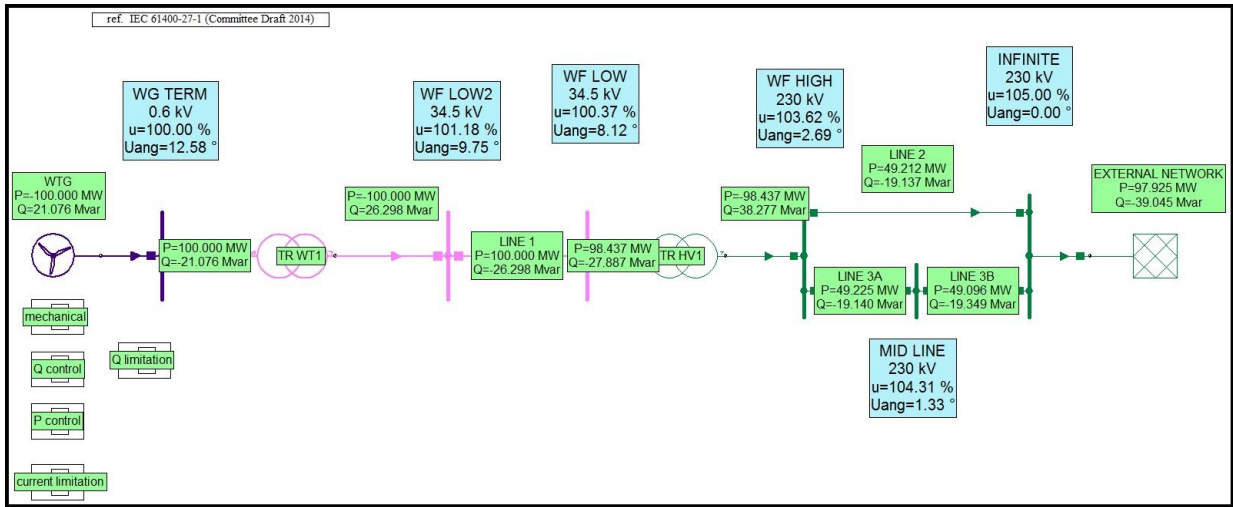 ref. IEC 61400-27-1 (Committee Draft 2014)
WG TERM
0.6 kV
u=100.00 %
Uang=12.58 °
WF LOW2
34.5 kV
u=101.18 %
Uang=9.75 °
WF LOW
34.5 kV
u=100.37 %
Uang=8.12 °
WF HIGH
230 kV
u=103.62 %
Uang=2.69 °
INFINITE
230 kV
u=105.00 %
Uang=0.00 °
LINE 2
P=49.212 MW
Q=-19.137 Mvar
EXTERNAL NETWORK
P=97.925 MW
Q=-39.045 Mvar
WTG
P=-100.000 MW
Q=21.076 Mvar
P=-100.000 MW
Q=26.298 Mvar
P=-98.437 MW
Q=38.277 Mvar
P=100.000 MW
Q=-21.076 Mvar
TR WT1
LINE 1
P=100.000 MW
Q=-26.298 Mvar
P=98.437 MW
Q=-27.887 Mvar
TR HV1
LINE 3A
P=49.225 MW
Q=-19.140 Mvar
LINE 3B
P=49.096 MW
Q=-19.349 Mvar
MID LINE
230 kV
u=104.31 %
Uang=1.33 °
mechanical
Q control
Q limitation
P control
current limitation